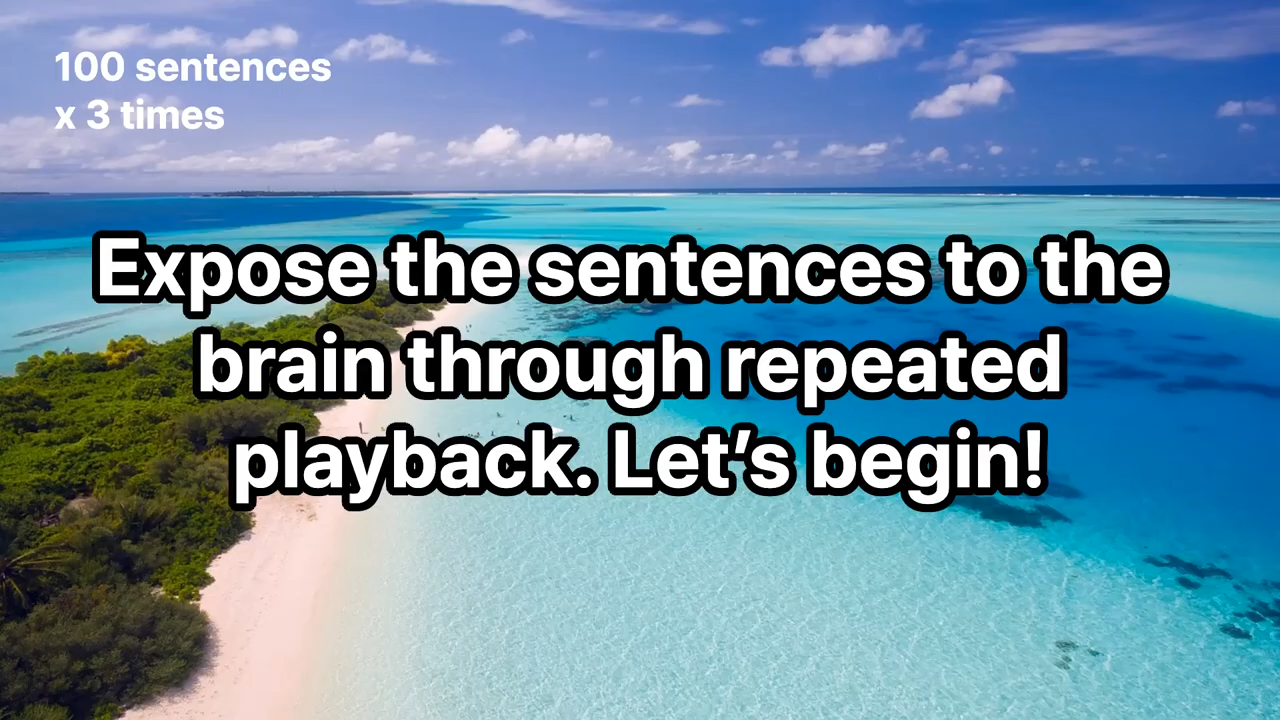 100 sentences
x 3 times
Expose the sentences to the
brain through repeated
playback. Let’s begin!